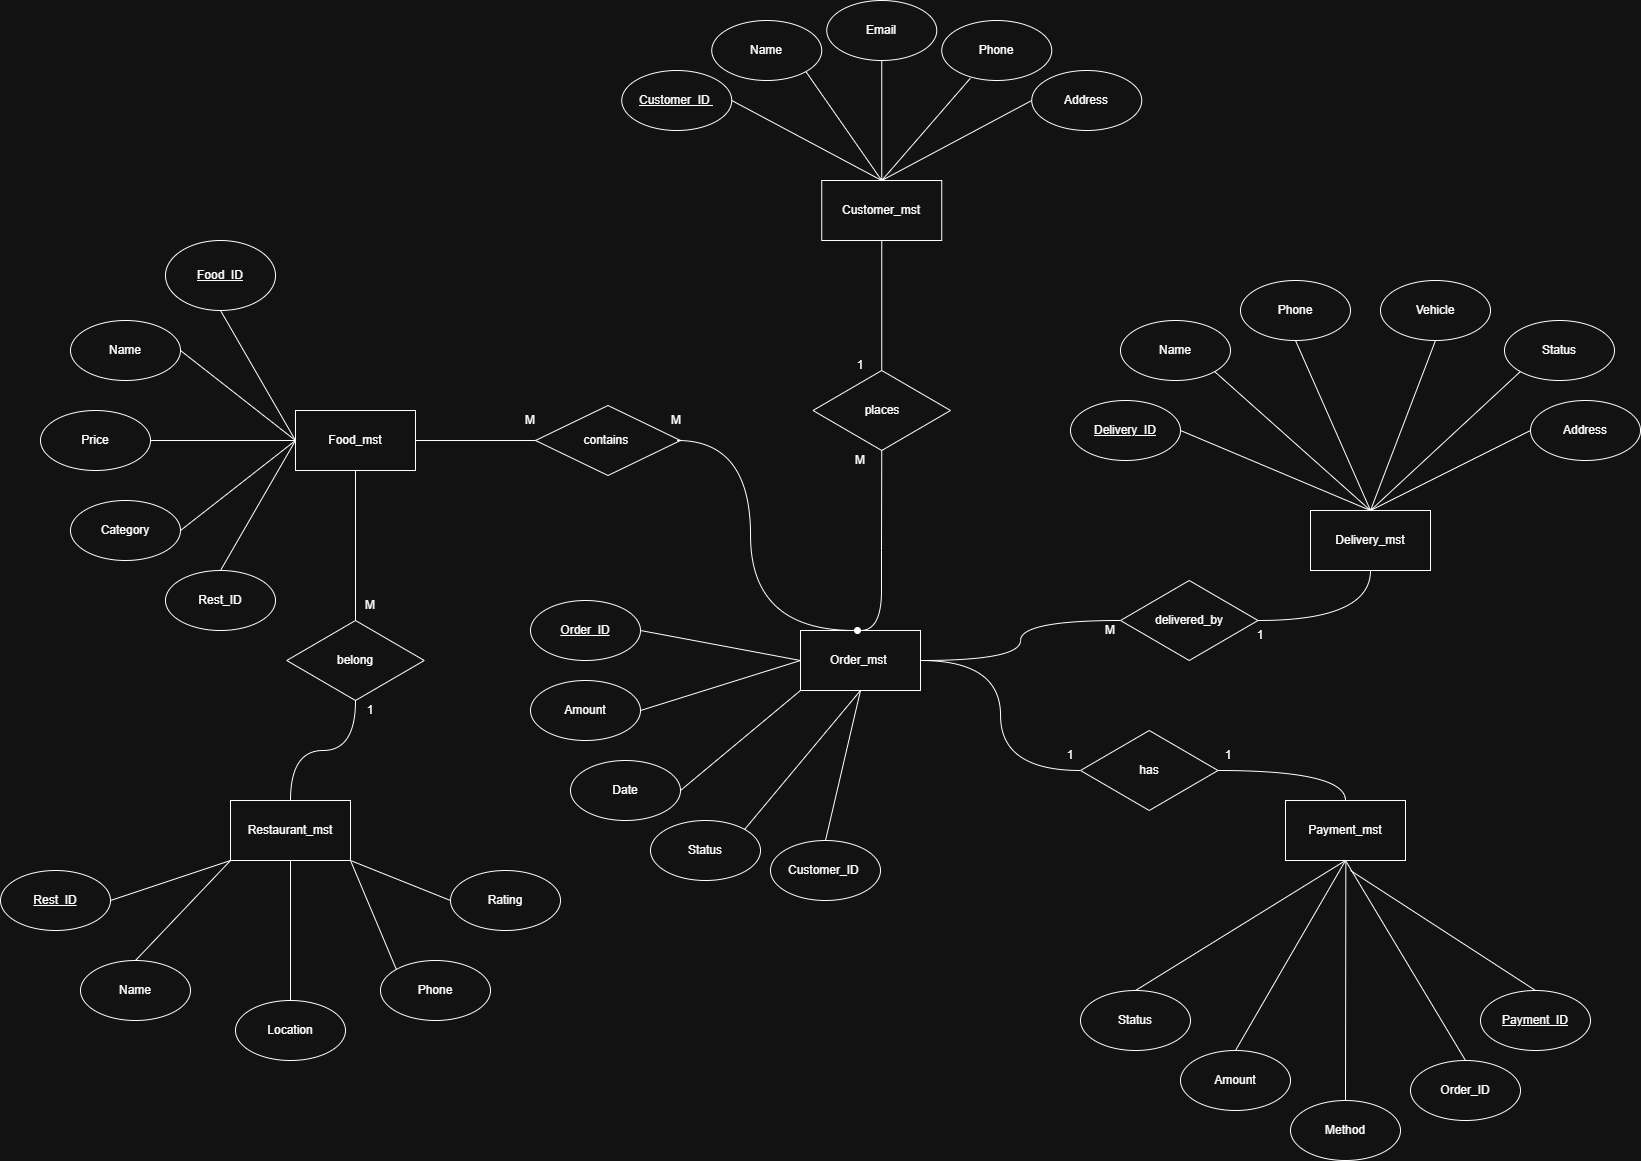 Email
Name
Phone
Customer_ID
Address
Customer_mst
Food_ID
Name
Price
Category
Rest_ID
Food_mst
M
contains
M
1
places
M
Phone
Vehicle
Name
Status
Delivery_ID
Address
Delivery_mst
M
delivered_by
1
M
belong
1
Order_ID
Order_mst
Amount
Date
Status
Customer_ID
1
has
1
Payment_mst
Restaurant_mst
Rest_ID
Rating
Name
Phone
Location
Status
Payment_ID
Amount
Order_ID
Method